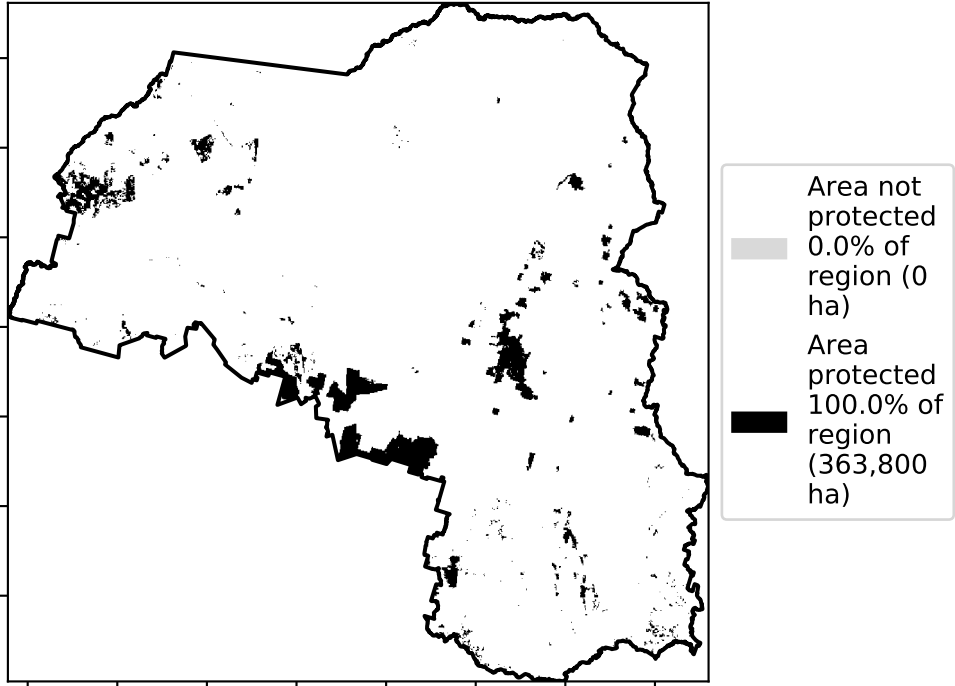 Area not
protected
0.0% of
region (0
ha)
Area
protected
100.0% of
region
(363,800
ha)